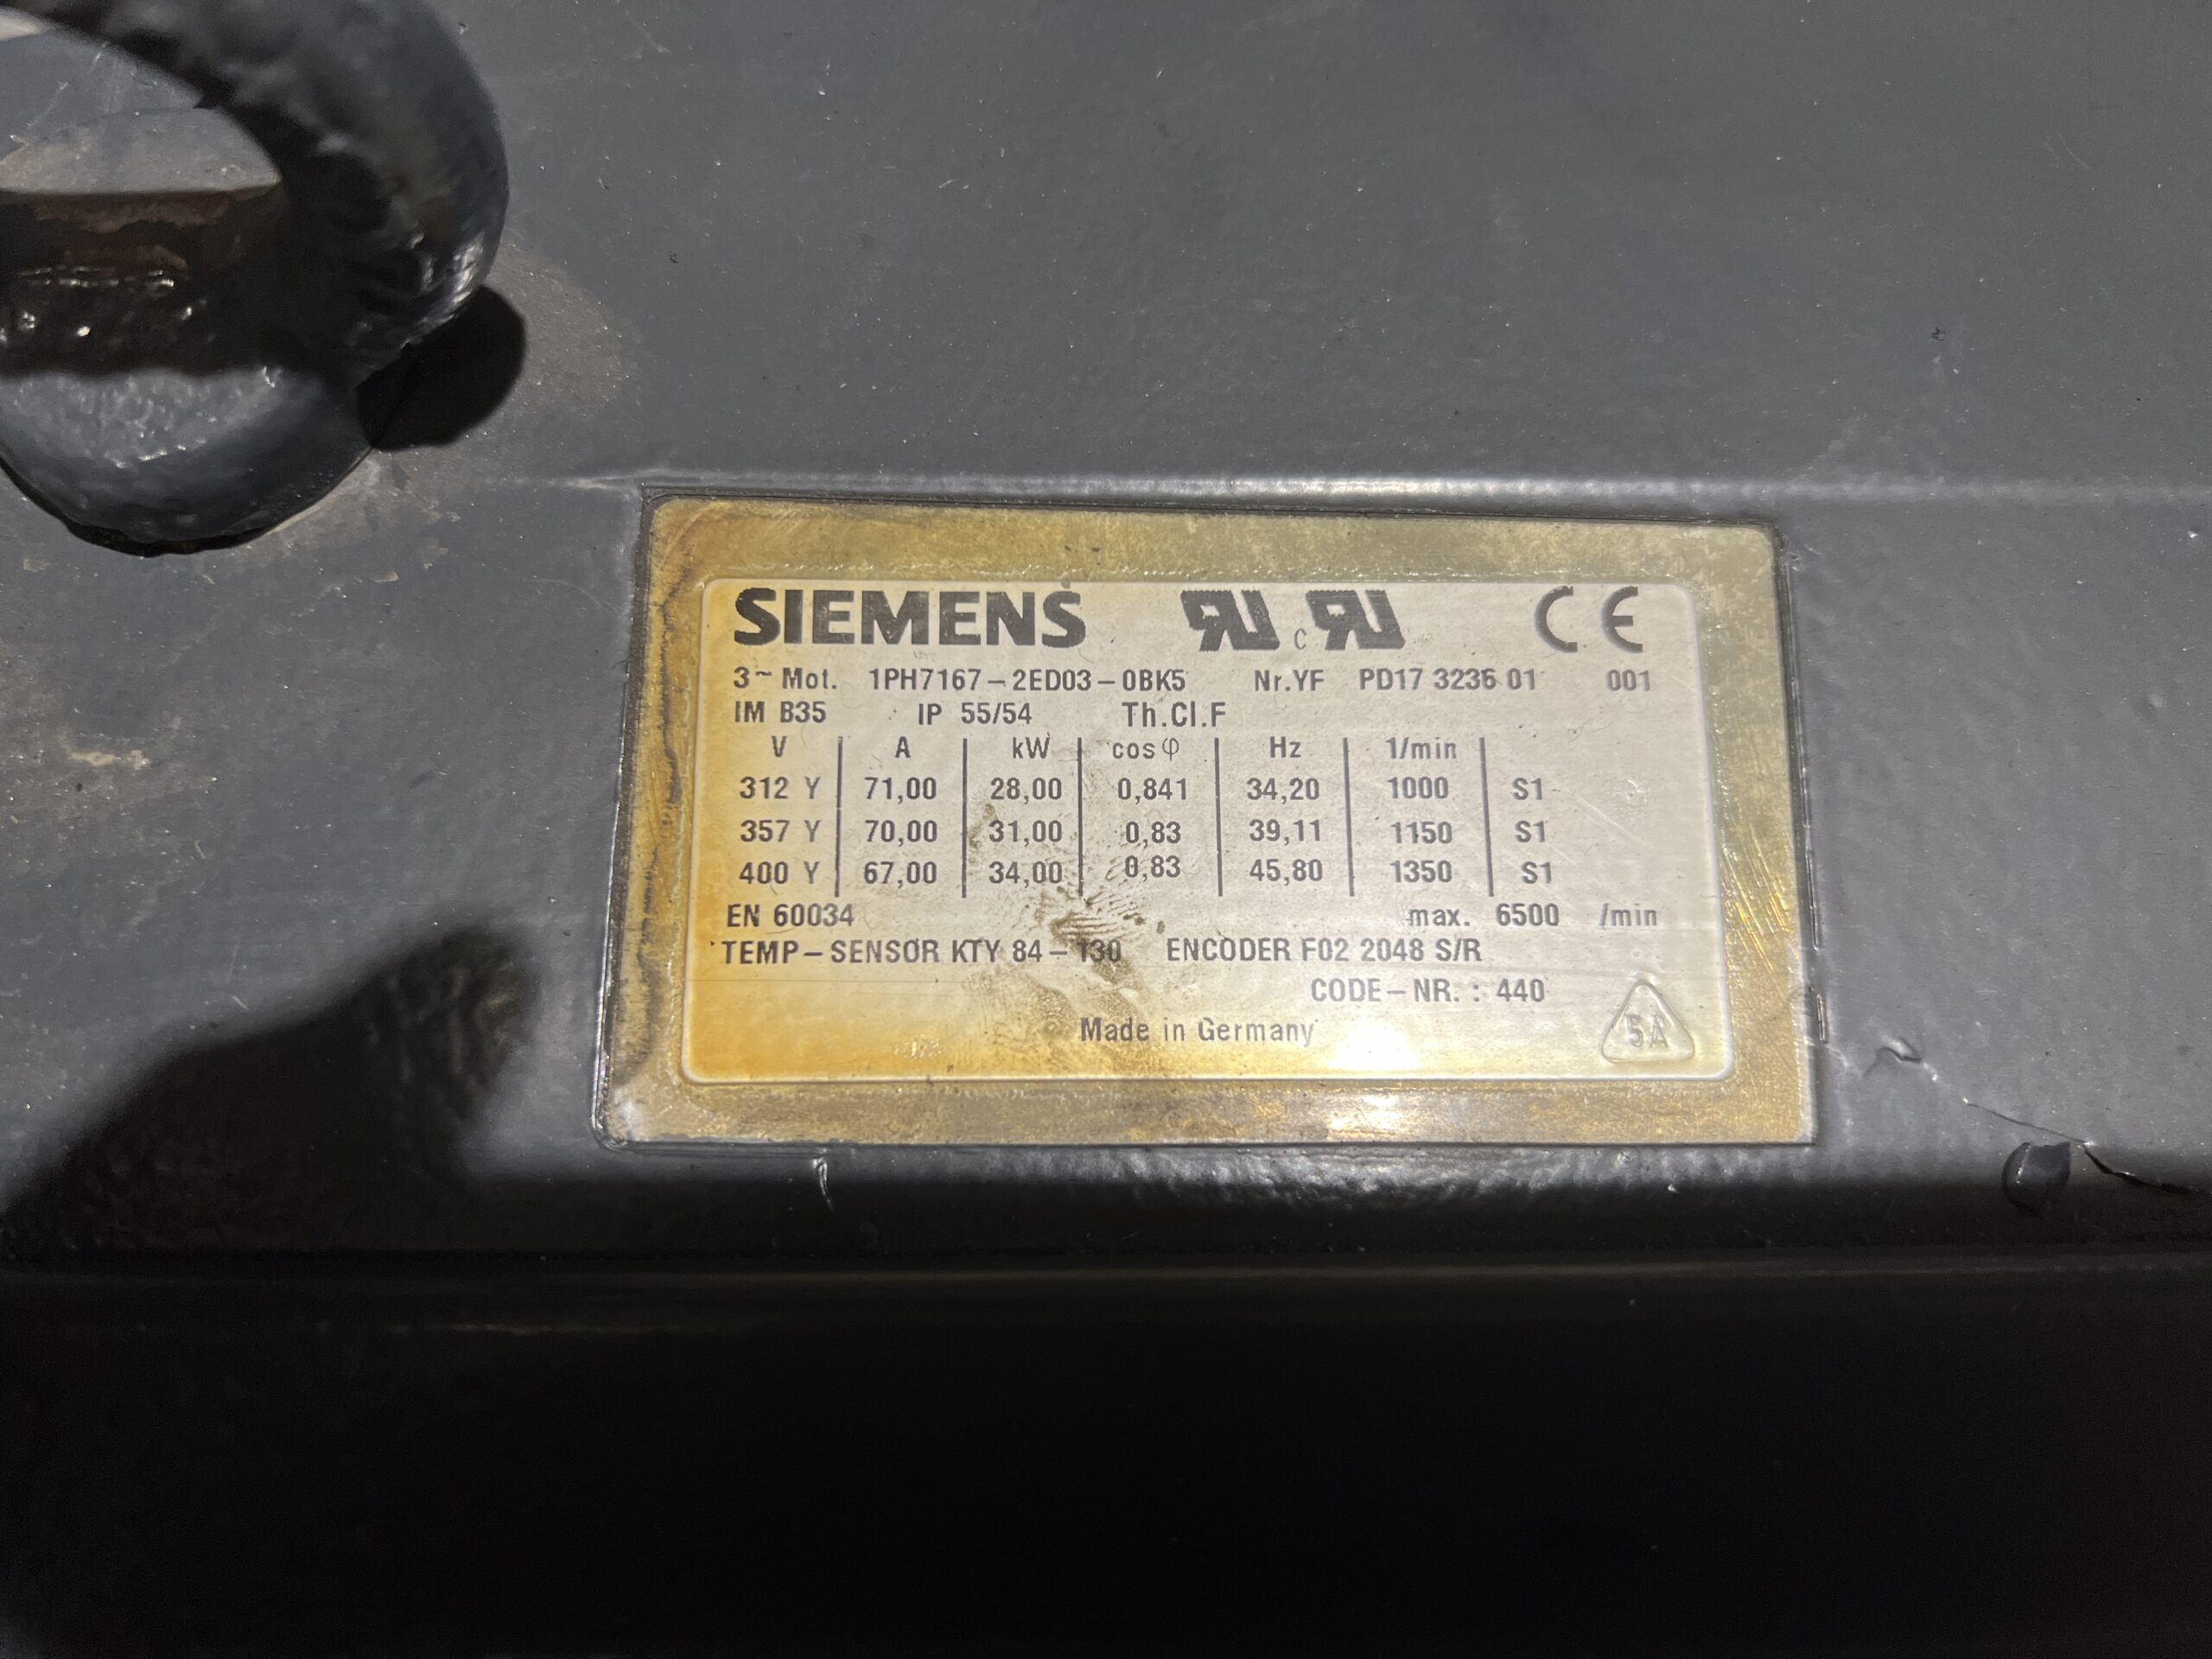 SIEMENS RU c RU CE
3~ Mot. 1PH7167-2ED03-0BK5 Nr.YF PD17 3236 01 001
IM B35 IP 55/54 Th.Cl.F
V A kW cosφ Hz 1/min
312 Y 71,00 28,00 0,841 34,20 1000 S1
357 Y 70,00 31,00 0,83 39,11 1150 S1
400 Y 67,00 34,00 0,83 45,80 1350 S1
EN 60034 max. 6500 /min
TEMP-SENSOR KTY 84-130 ENCODER F02 2048 S/R
CODE-NR. : 440
Made in Germany
5A